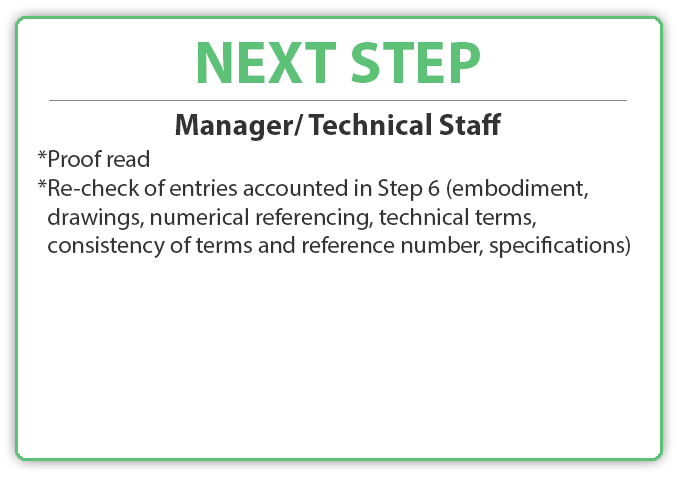 NEXT STEP
Manager/ Technical Staff
*Proof read
*Re-check of entries accounted in Step 6 (embodiment,
drawings, numerical referencing, technical terms,
consistency of terms and reference number, specifications)